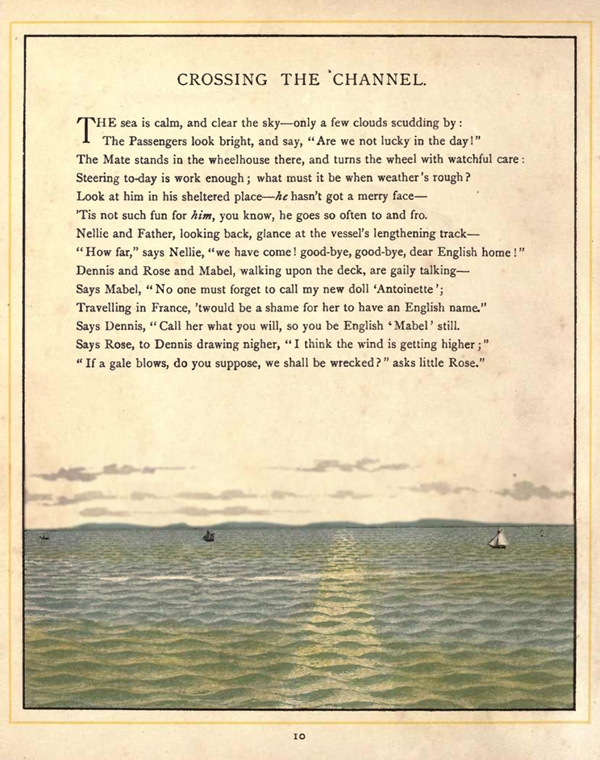 CROSSING THE CHANNEL.
THE sea is calm, and clear the sky—only a few clouds scudding by:
The Passengers look bright, and say, "Are we not lucky in the day!"
The Mate stands in the wheelhouse there, and turns the wheel with watchful care:
Steering to-day is work enough; what must it be when weather's rough?
Look at him in his sheltered place—he hasn't got a merry face—
'Tis not such fun for him, you know, he goes so often to and fro.
Nellie and Father, looking back, glance at the vessel's lengthening track—
"How far," says Nellie, "we have come! good-bye, good-bye, dear English home!"
Dennis and Rose and Mabel, walking upon the deck, are gaily talking—
Says Mabel, "No one must forget to call my new doll 'Antoinette';
Travelling in France, 'twould be a shame for her to have an English name."
Says Dennis, "Call her what you will, so you be English 'Mabel' still.
Says Rose, to Dennis drawing nigher, "I think the wind is getting higher;"
"If a gale blows, do you suppose, we shall be wrecked?" asks little Rose."
10